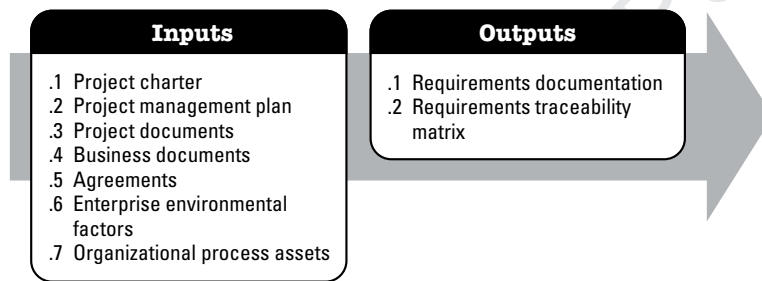 Inputs
.1 Project charter
.2 Project management plan
.3 Project documents
.4 Business documents
.5 Agreements
.6 Enterprise environmental
factors
.7 Organizational process assets
Outputs
.1 Requirements documentation
.2 Requirements traceability
matrix